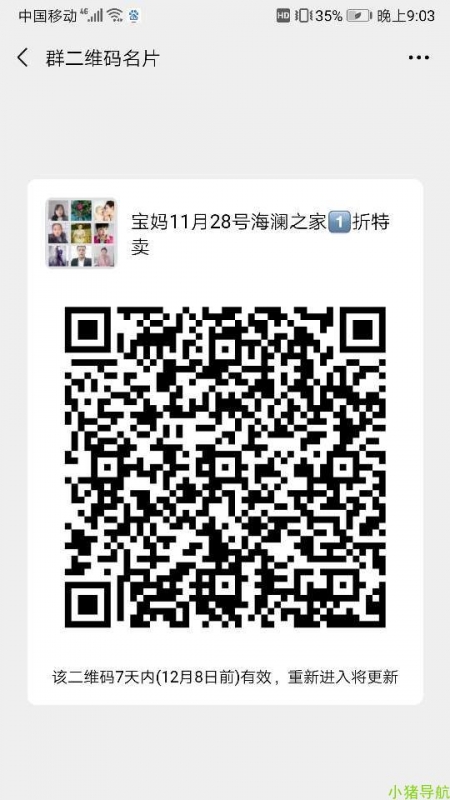 中国移动 4G HD 35% 晚上9:03
群二维码名片
宝妈11月28号海澜之家1️⃣折特
卖
该二维码7天内(12月8日前)有效，重新进入将更新
小猪导航